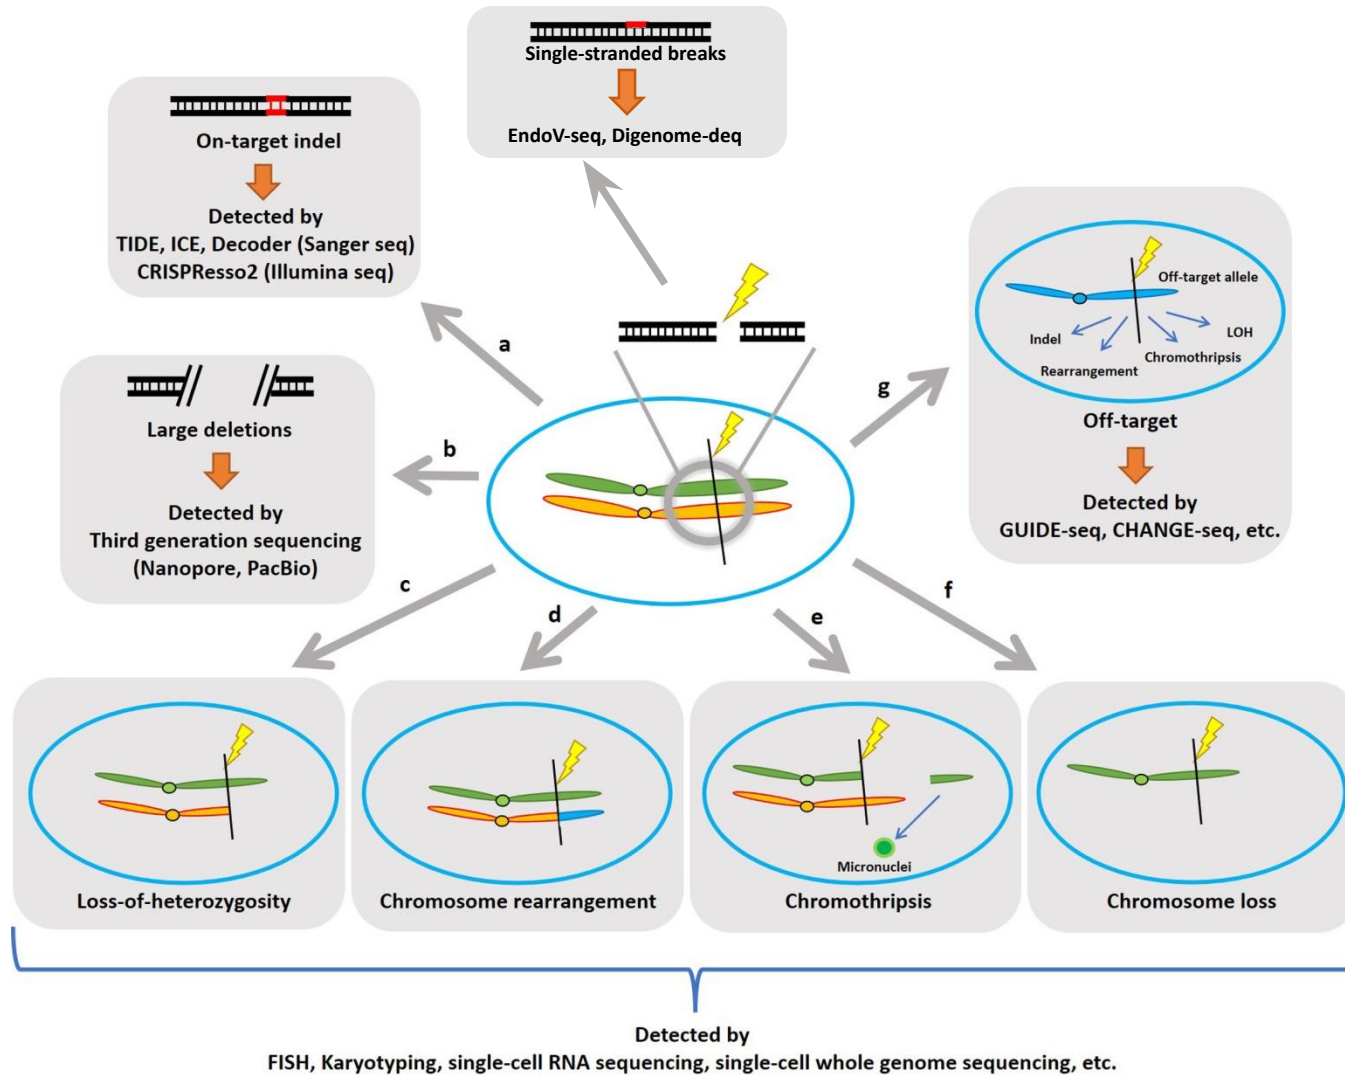 Single-stranded breaks
EndoV-seq, Digenome-deq
On-target indel
Detected by
TIDE, ICE, Decoder (Sanger seq)
CRISPResso2 (Illumina seq)
a
Large deletions
Detected by
Third generation sequencing
(Nanopore, PacBio)
b
g
Off-target allele
Indel
Rearrangement
Chromothripsis
LOH
Off-target
Detected by
GUIDE-seq, CHANGE-seq, etc.
c
d
e
f
Loss-of-heterozygosity
Chromosome rearrangement
Micronuclei
Chromothripsis
Chromosome loss
Detected by
FISH, Karyotyping, single-cell RNA sequencing, single-cell whole genome sequencing, etc.